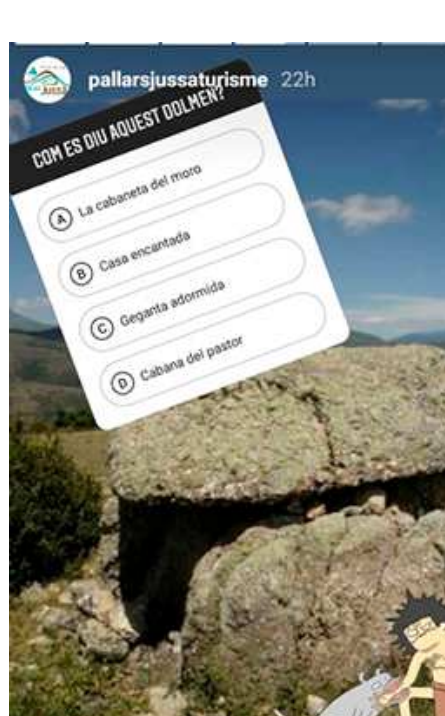 pallarsjussaturisme 22h
COM ES DIU AQUEST DOLMEN?
A La cabaneta del moro
B Casa encantada
C Geganta adormida
D Cabana del pastor